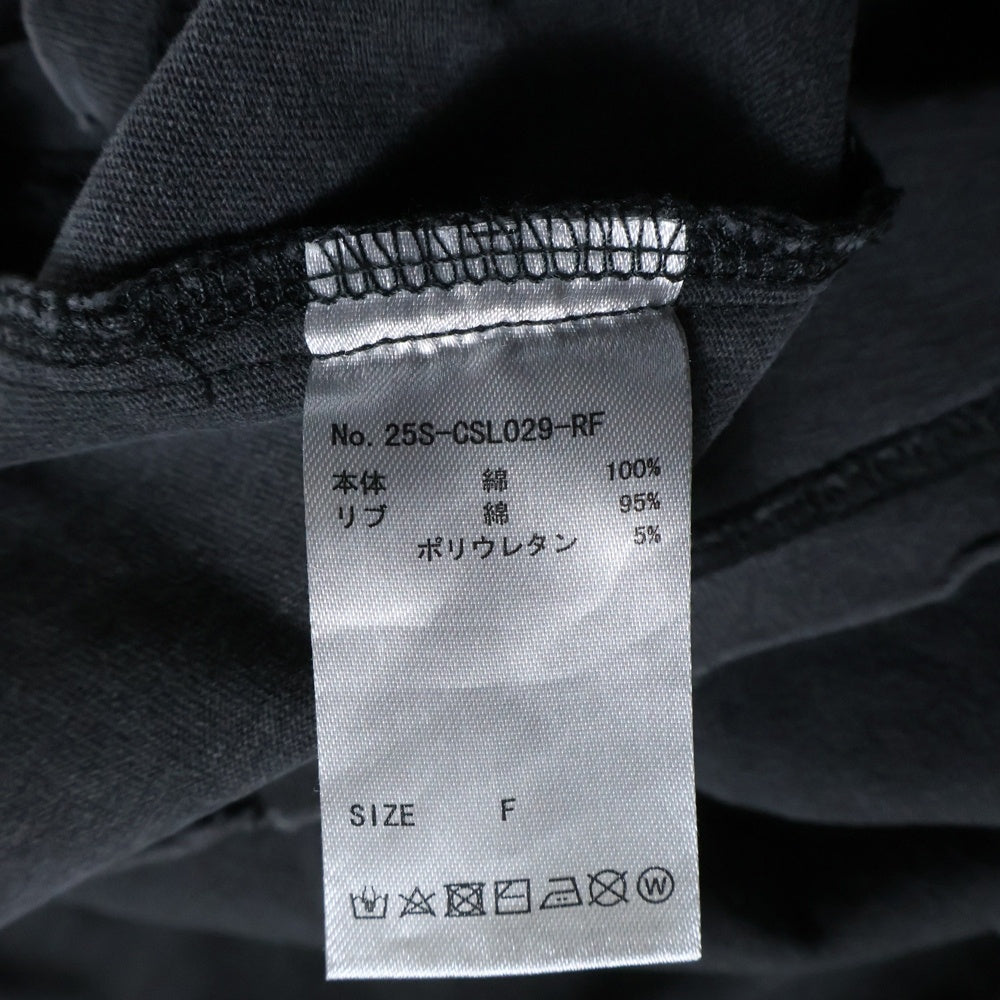 No. 25S-CSL029-RF
本体 綿 100%
リブ 綿 95%
ポリウレタン 5%
SIZE F
W